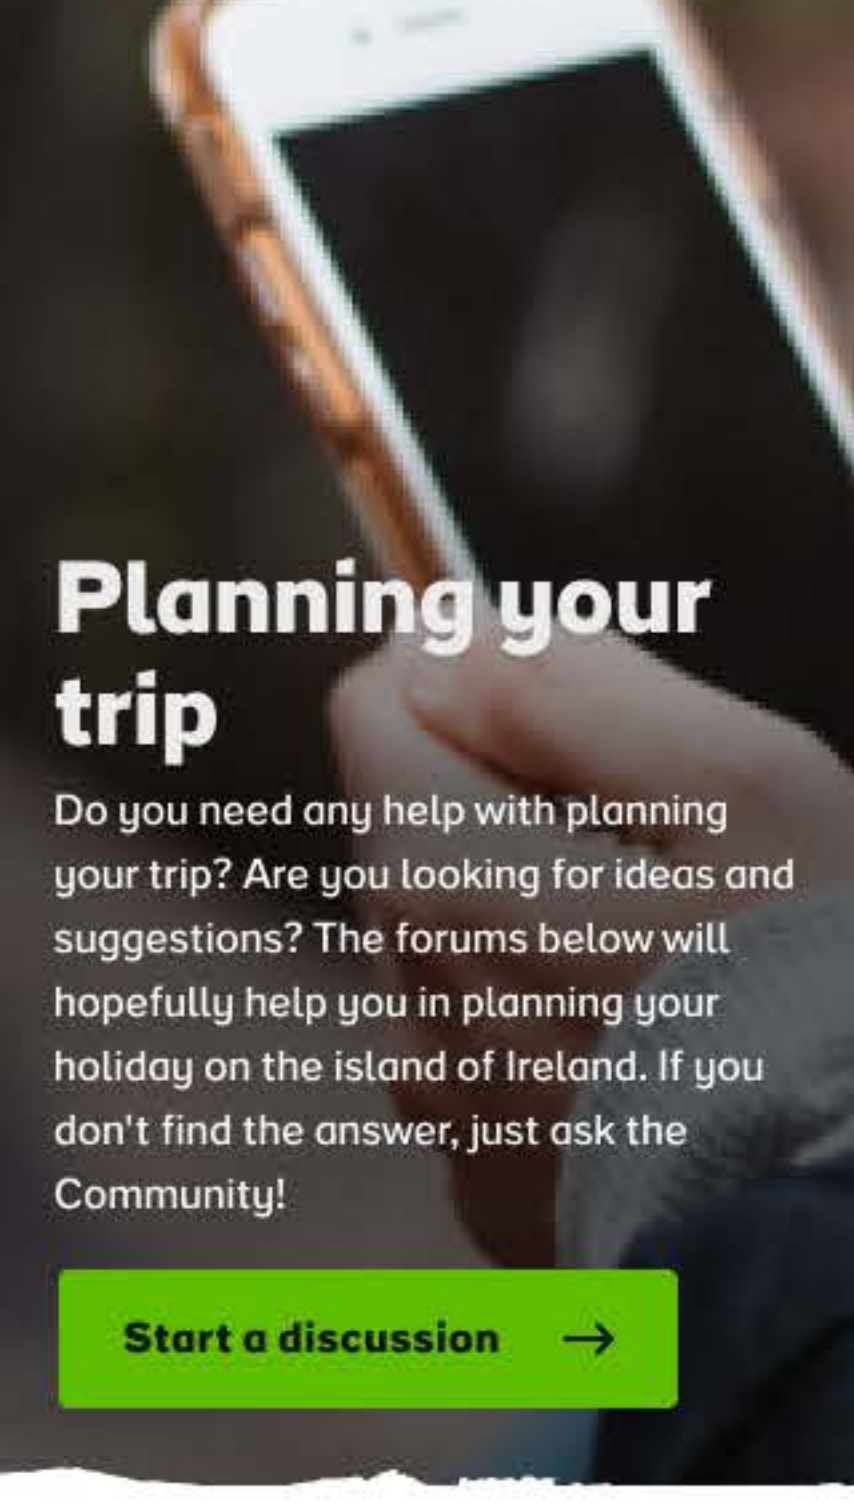 Planning your
trip
Do you need any help with planning
your trip? Are you looking for ideas and
suggestions? The forums below will
hopefully help you in planning your
holiday on the island of Ireland. If you
don't find the answer, just ask the
Community!
Start a discussion →